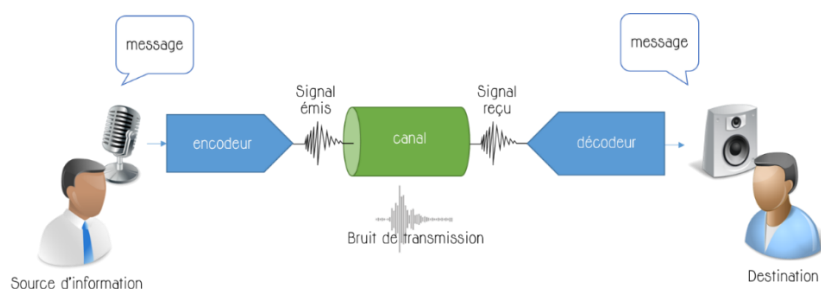 message
message
Signal
émis
Signal
reçu
encodeur
canal
décodeur
Bruit de transmission
Source d'information
Destination